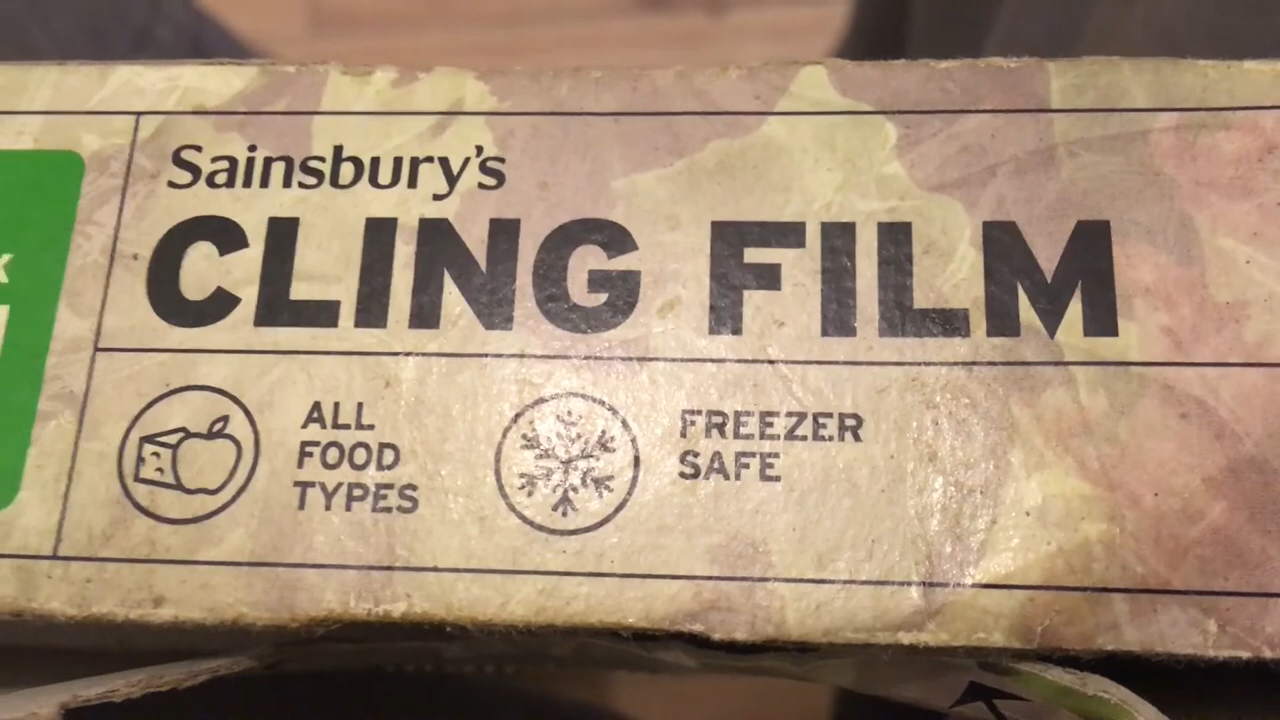 Sainsbury's
CLING FILM
ALL
FOOD
TYPES
FREEZER
SAFE